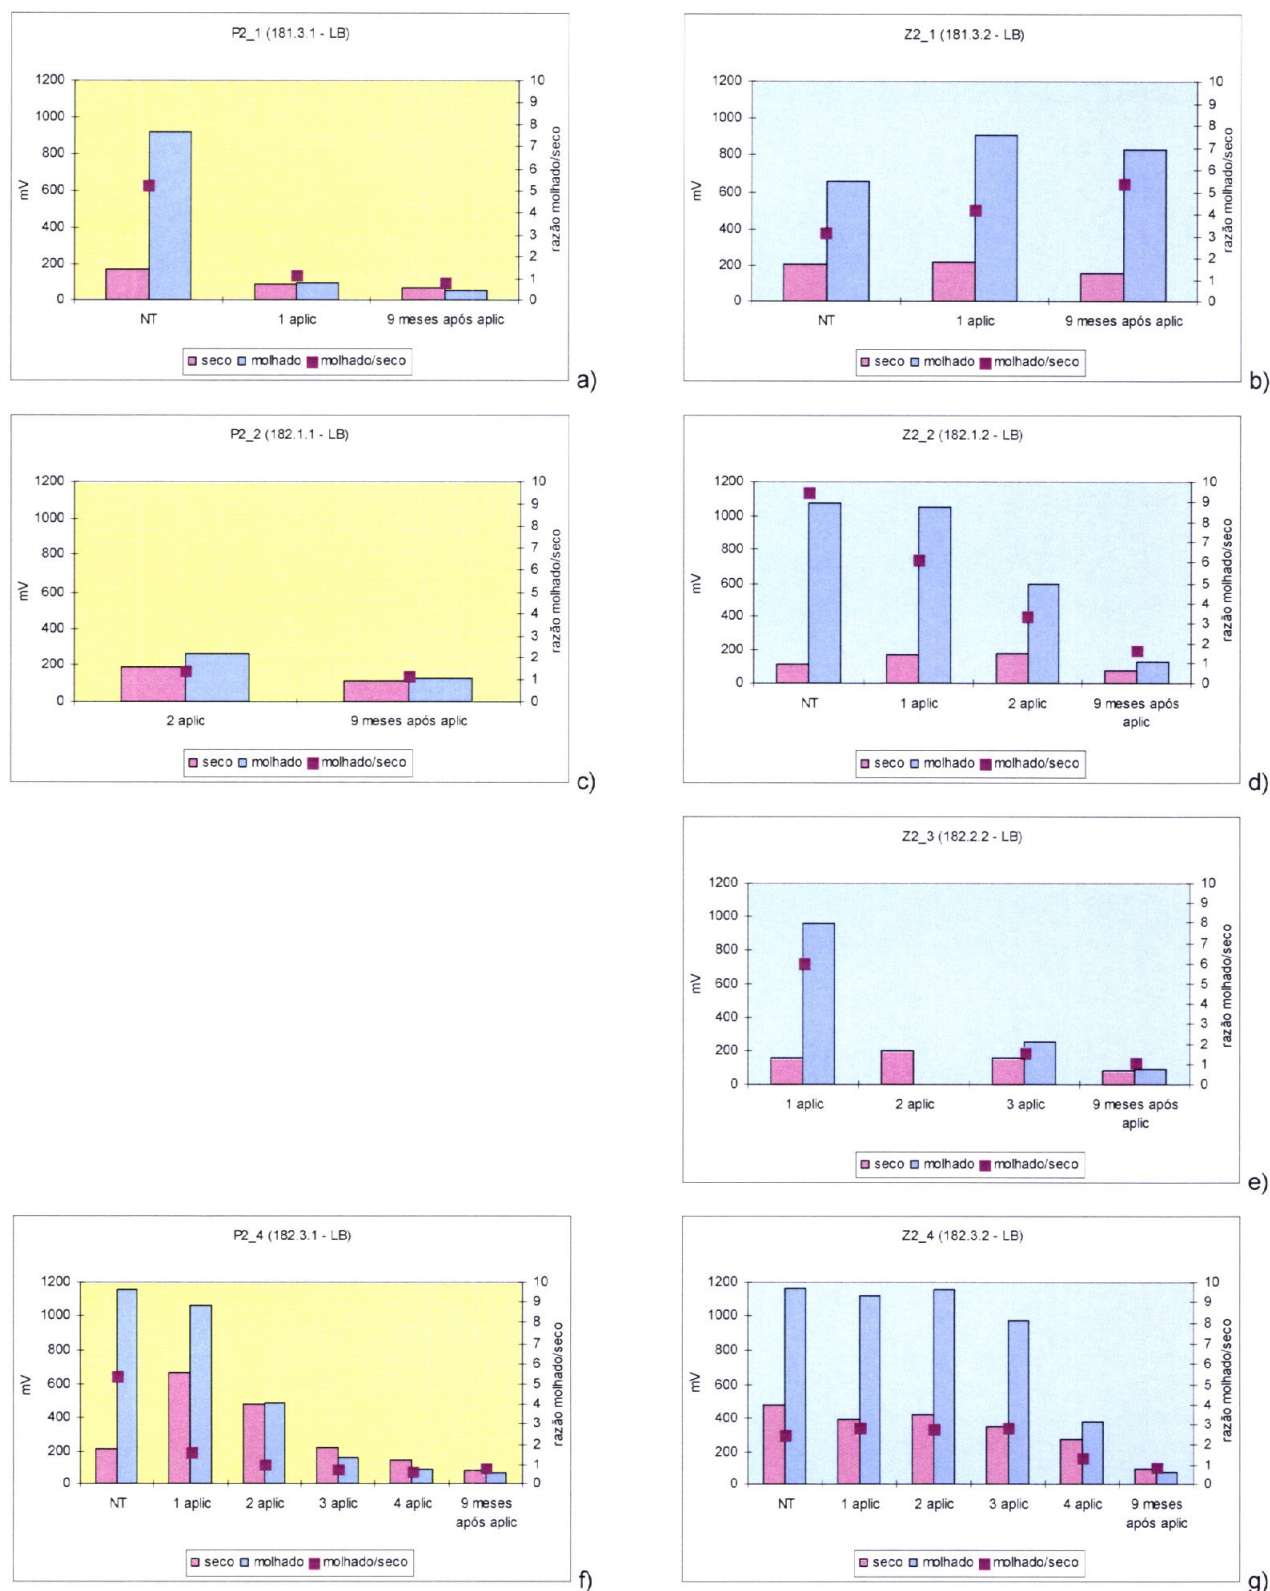 P2_1 (181.3.1 - LB)
1200
1000
800
600
400
200
0
mV
10
9
8
7
6
5
4
3
2
1
0
razão molhado/seco
NT 1 aplic 9 meses após aplic
seco molhado molhado/seco
a)
Z2_1 (181.3.2 - LB)
1200
1000
800
600
400
200
0
mV
10
9
8
7
6
5
4
3
2
1
0
razão molhado/seco
NT 1 aplic 9 meses após aplic
seco molhado molhado/seco
b)
P2_2 (182.1.1 - LB)
1200
1000
800
600
400
200
0
mV
10
9
8
7
6
5
4
3
2
1
0
razão molhado/seco
2 aplic 9 meses após aplic
seco molhado molhado/seco
c)
Z2_2 (182.1.2 - LB)
1200
1000
800
600
400
200
0
mV
10
9
8
7
6
5
4
3
2
1
0
razão molhado/seco
NT 1 aplic 2 aplic 9 meses após
aplic
seco molhado molhado/seco
d)
Z2_3 (182.2.2 - LB)
1200
1000
800
600
400
200
0
mV
10
9
8
7
6
5
4
3
2
1
0
razão molhado/seco
1 aplic 2 aplic 3 aplic 9 meses após
aplic
seco molhado molhado/seco
e)
P2_4 (182.3.1 - LB)
1200
1000
800
600
400
200
0
mV
10
9
8
7
6
5
4
3
2
1
0
razão molhado/seco
NT 1 aplic 2 aplic 3 aplic 4 aplic 9 meses
após aplic
seco molhado molhado/seco
f)
Z2_4 (182.3.2 - LB)
1200
1000
800
600
400
200
0
mV
10
9
8
7
6
5
4
3
2
1
0
razão molhado/seco
NT 1 aplic 2 aplic 3 aplic 4 aplic 9 meses
após aplic
seco molhado molhado/seco
g)